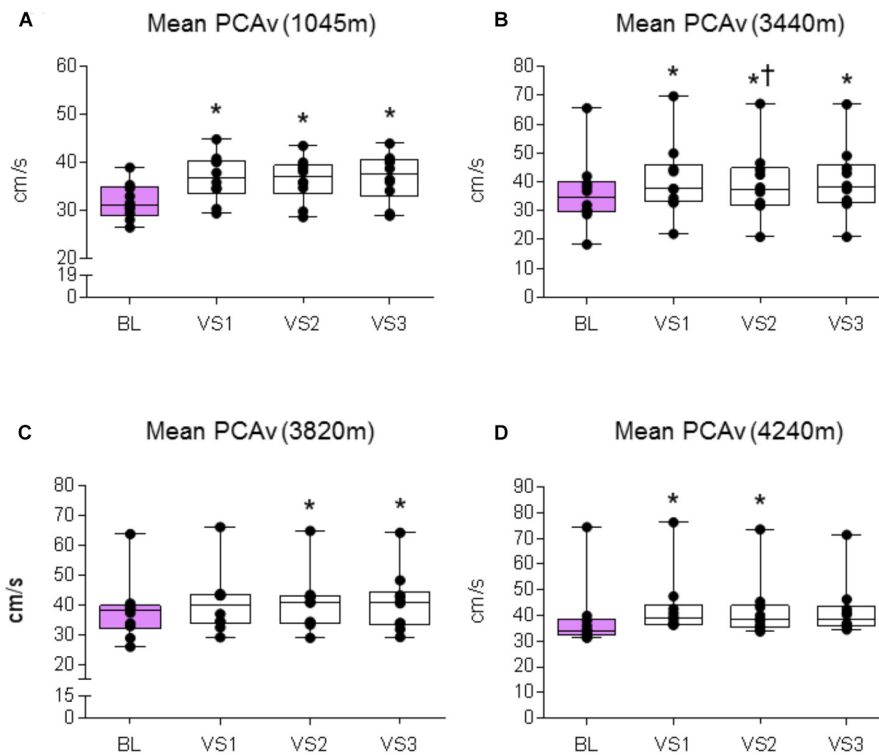 A
Mean PCAv (1045m)
60
50
40
30
20
19
0
cm/s
* * *
BL VS1 VS2 VS3
B
Mean PCAv (3440m)
80
70
60
50
40
30
20
10
0
cm/s
* *† *
BL VS1 VS2 VS3
C
Mean PCAv (3820m)
80
70
60
50
40
30
20
15
0
cm/s
* *
BL VS1 VS2 VS3
D
Mean PCAv (4240m)
90
80
70
60
50
40
30
20
10
0
cm/s
* *
BL VS1 VS2 VS3